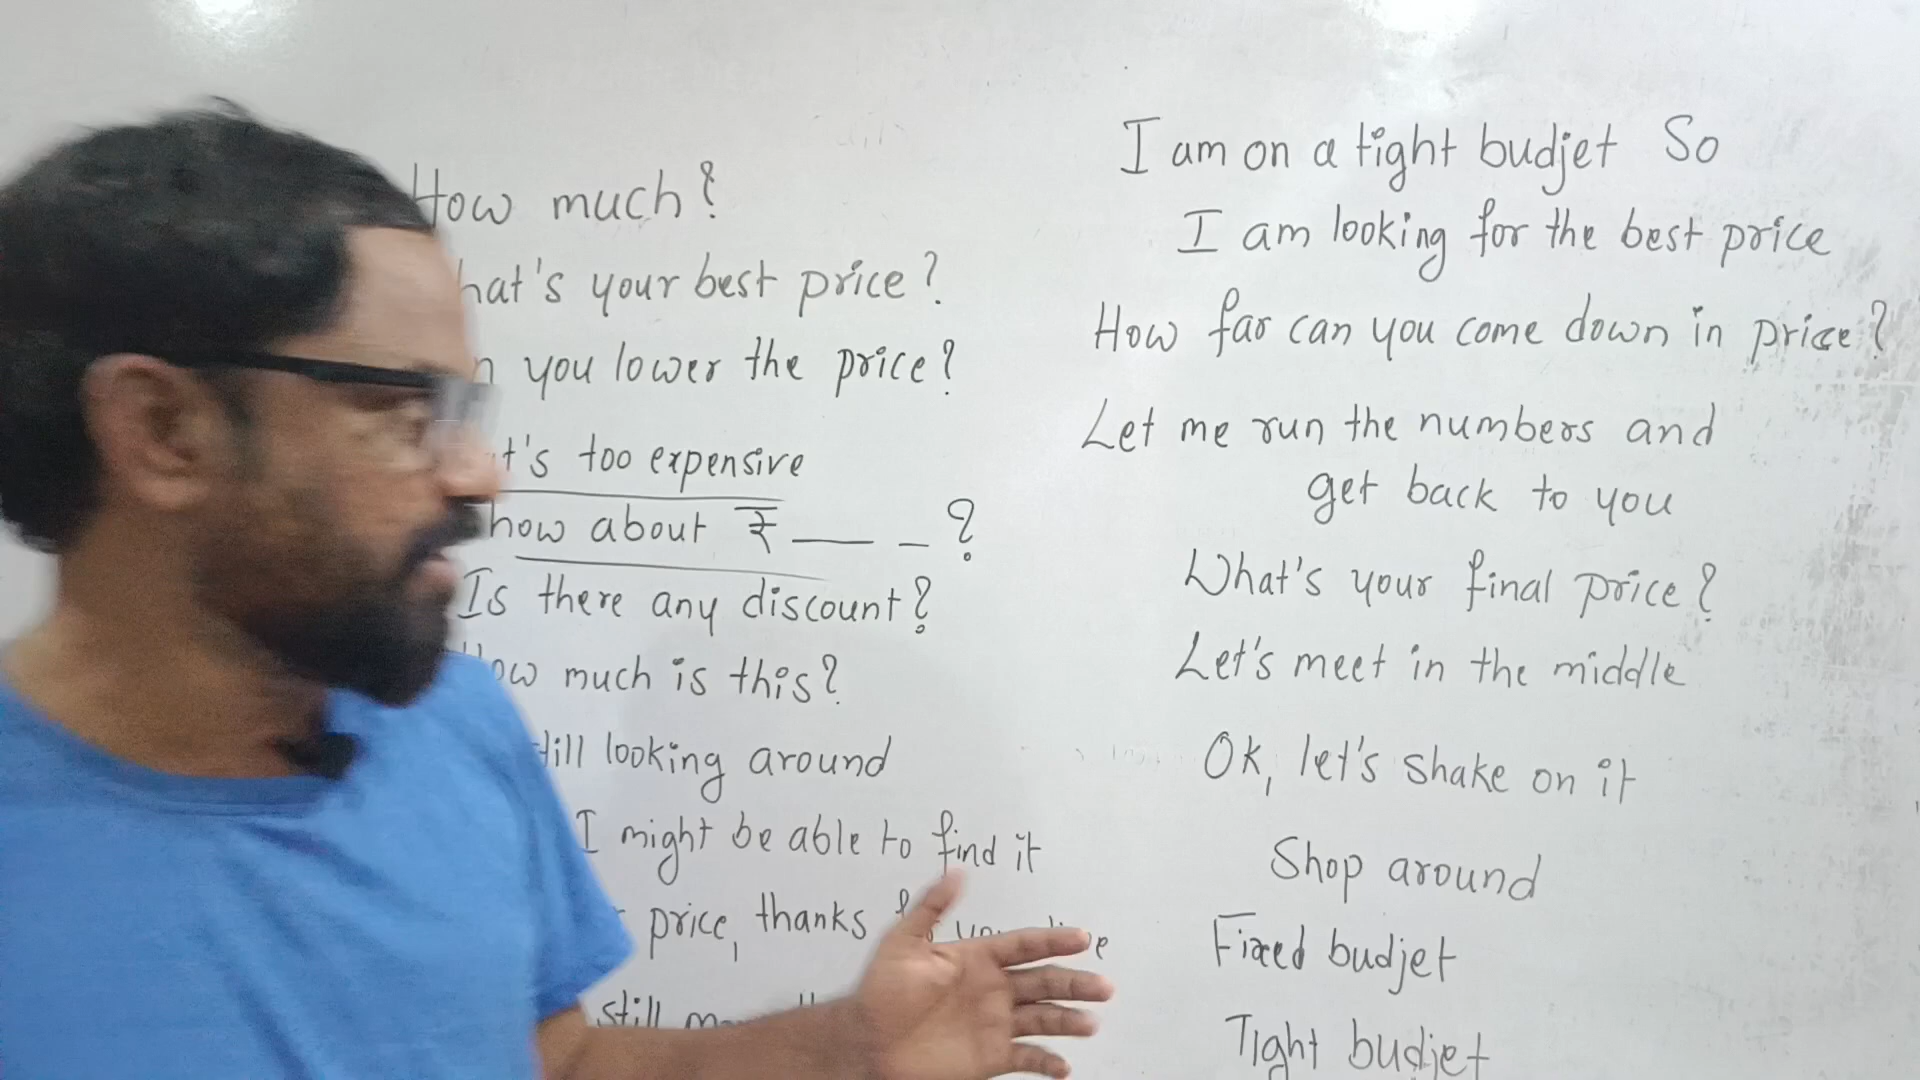 How much?
hat's your best price?
n you lower the price?
t's too expensive
how about ₹ ___ _ ?
Is there any discount?
ow much is this?
till looking around
I might be able to find it
price, thanks
still
I am on a tight budjet So
I am looking for the best price
How far can you come down in price?
Let me run the numbers and
get back to you
What's your final price?
Let's meet in the middle
Ok, let's shake on it
Shop around
Fixed budjet
Tight budjet